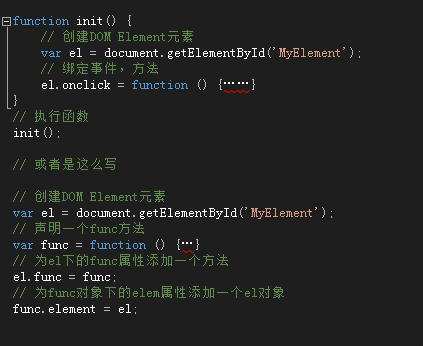 function init() {
// 创建DOM Element元素
var el = document.getElementById('MyElement');
// 绑定事件，方法
el.onclick = function () {……}
}
// 执行函数
init();
// 或者是这么写
// 创建DOM Element元素
var el = document.getElementById('MyElement');
// 声明一个func方法
var func = function () {…}
// 为el下的func属性添加一个方法
el.func = func;
// 为func对象下的elem属性添加一个el对象
func.element = el;